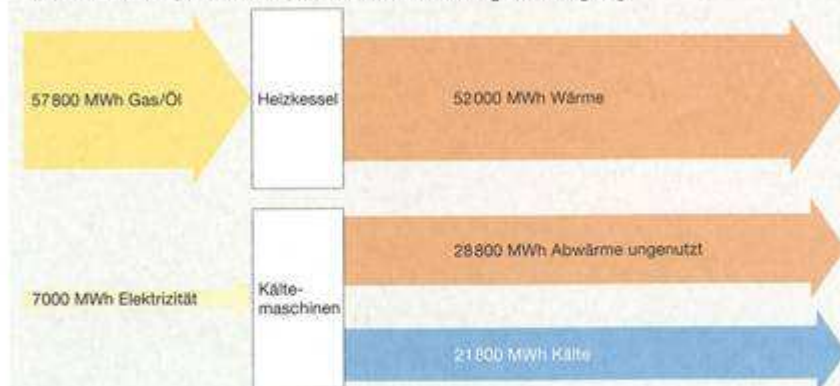 57800 MWh Gas/Öl
Heizkessel
52000 MWh Wärme
28800 MWh Abwärme ungenutzt
7000 MWh Elektrizität
Kälte-
maschinen
21800 MWh Kälte